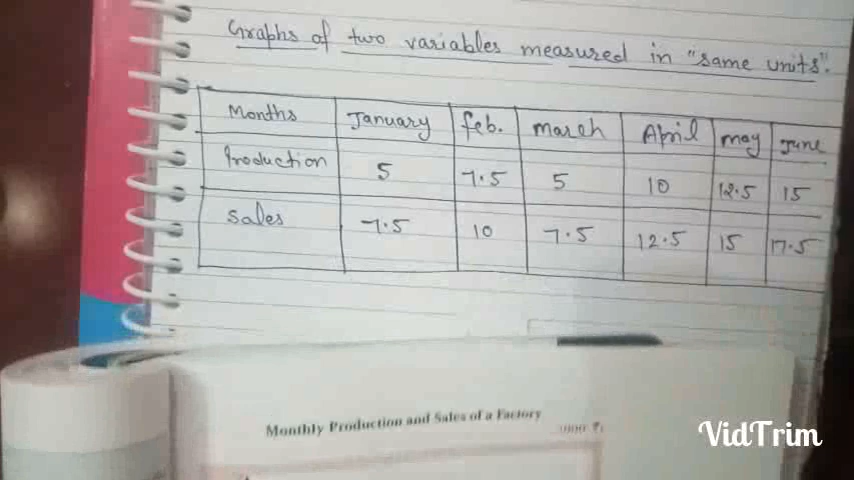 Graphs of two variables measured in "same units".
Months January feb. march April may June
Production 5 7.5 5 10 12.5 15
Sales 7.5 10 7.5 12.5 15 17.5
Monthly Production and Sales of a Factory
VidTrim